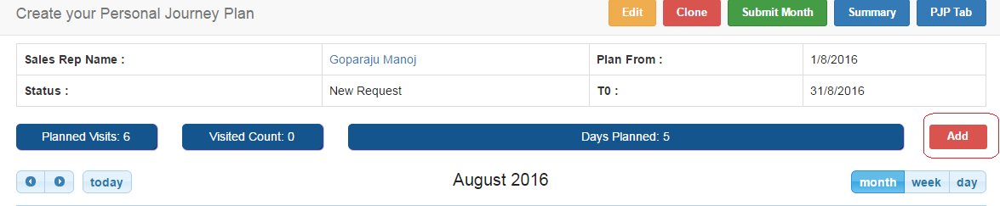 Create your Personal Journey Plan Edit Clone Submit Month Summary PJP Tab
Sales Rep Name : Goparaju Manoj Plan From : 1/8/2016
Status : New Request T0 : 31/8/2016
Planned Visits: 6 Visited Count: 0 Days Planned: 5 Add
today August 2016 month week day